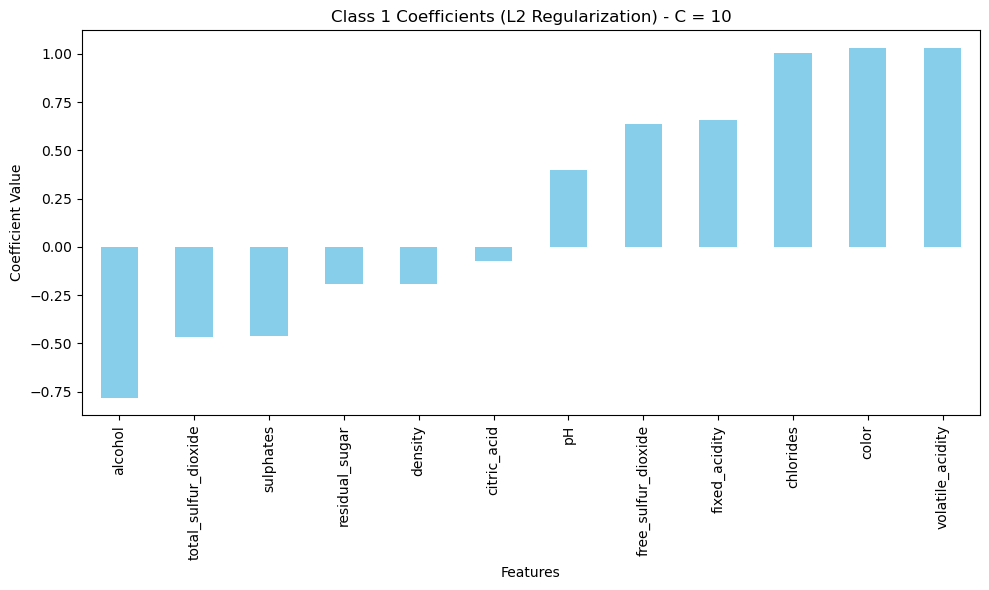 Class 1 Coefficients (L2 Regularization) - C = 10
Coefficient Value
1.00
0.75
0.50
0.25
0.00
−0.25
−0.50
−0.75
alcohol
total_sulfur_dioxide
sulphates
residual_sugar
density
citric_acid
pH
free_sulfur_dioxide
fixed_acidity
chlorides
color
volatile_acidity
Features